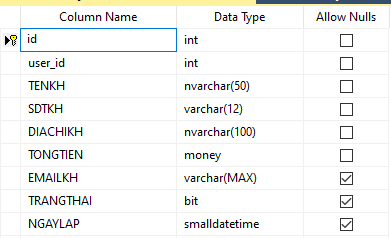 Column Name Data Type Allow Nulls
id int
user_id int
TENKH nvarchar(50)
SDTKH varchar(12)
DIACHIKH nvarchar(100)
TONGTIEN money
EMAILKH varchar(MAX)
TRANGTHAI bit
NGAYLAP smalldatetime